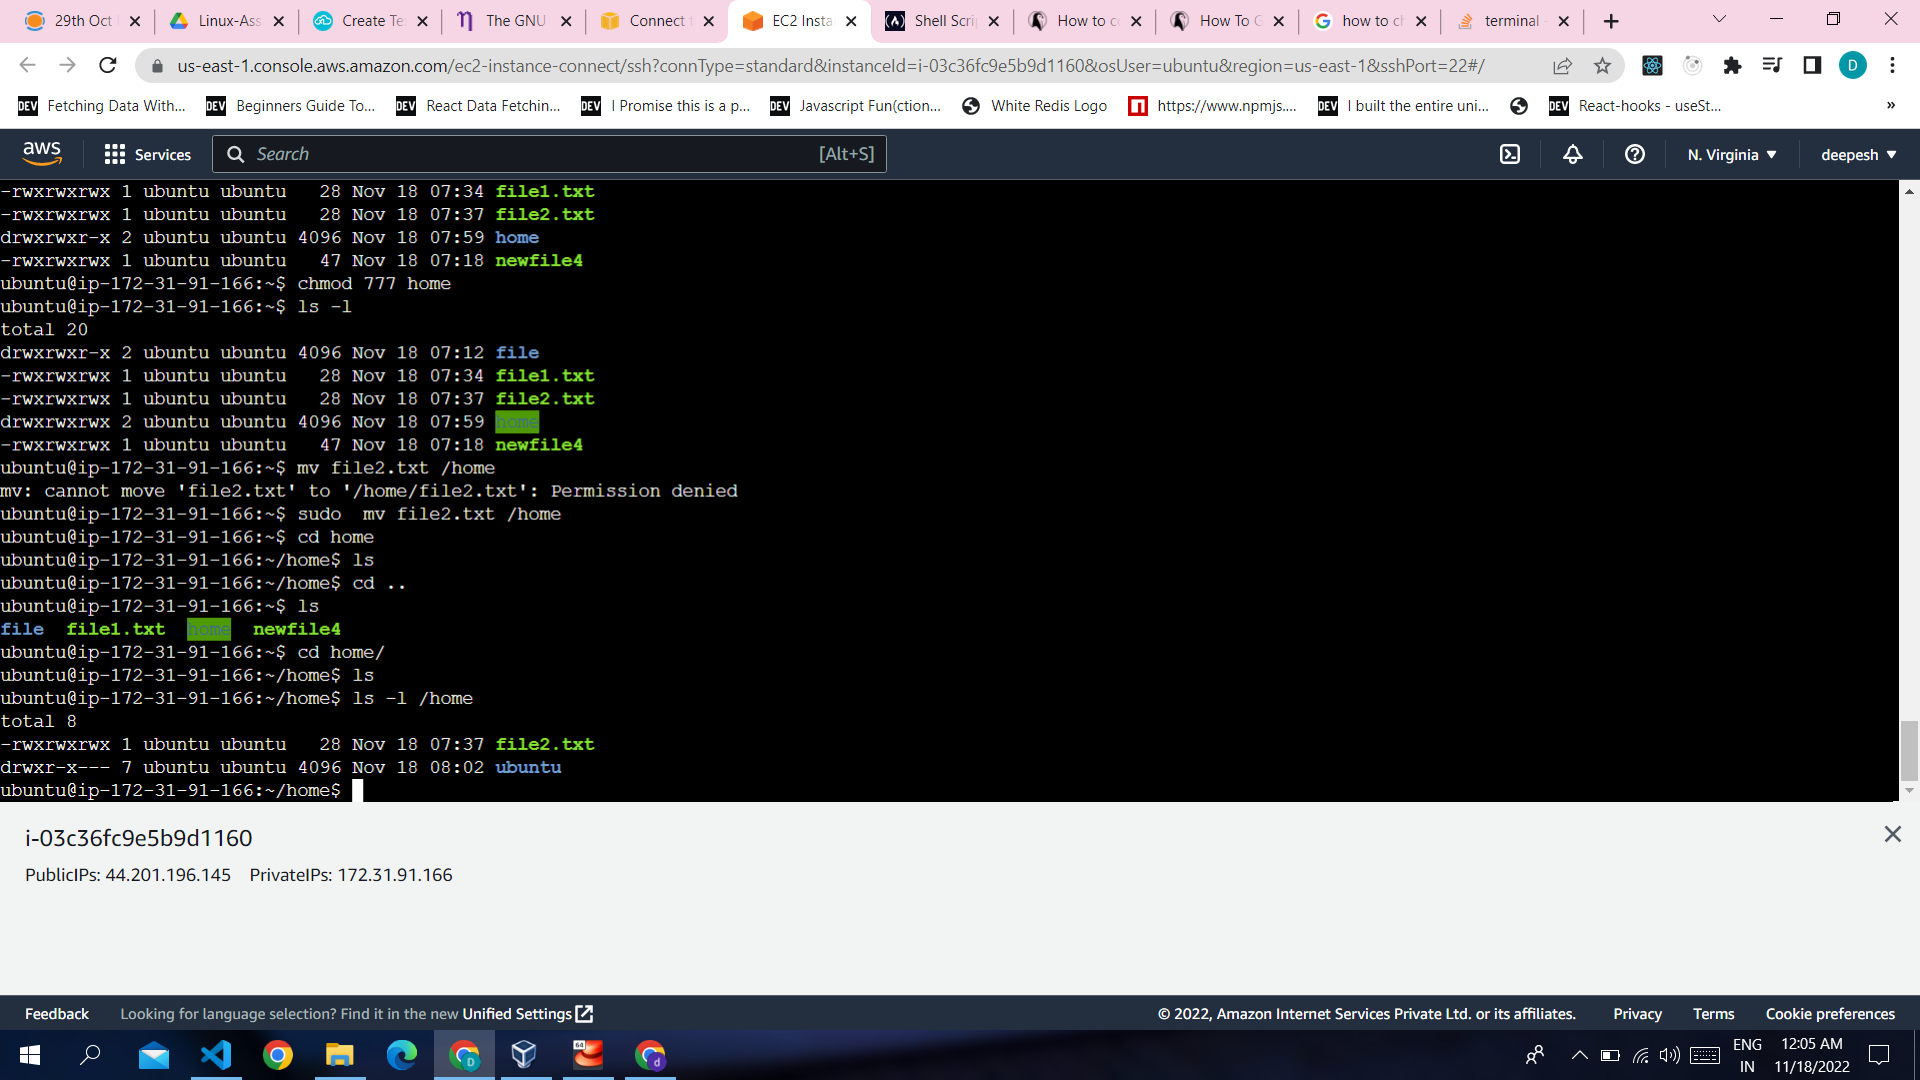 29th Oct
Linux-Ass
Create Te
The GNU
Connect t
EC2 Insta
Shell Scri
How to c
How To G
how to ch
terminal
us-east-1.console.aws.amazon.com/ec2-instance-connect/ssh?connType=standard&instanceId=i-03c36fc9e5b9d1160&osUser=ubuntu&region=us-east-1&sshPort=22#/
D
DEV Fetching Data With...
DEV Beginners Guide To...
DEV React Data Fetchin...
DEV I Promise this is a p...
DEV Javascript Fun(ction...
White Redis Logo
https://www.npmjs....
DEV I built the entire uni...
DEV React-hooks - useSt...
»
aws
Services
Search
[Alt+S]
N. Virginia
deepesh
-rwxrwxrwx 1 ubuntu ubuntu   28 Nov 18 07:34 file1.txt
-rwxrwxrwx 1 ubuntu ubuntu   28 Nov 18 07:37 file2.txt
drwxrwxr-x 2 ubuntu ubuntu 4096 Nov 18 07:59 home
-rwxrwxrwx 1 ubuntu ubuntu   47 Nov 18 07:18 newfile4
ubuntu@ip-172-31-91-166:~$ chmod 777 home
ubuntu@ip-172-31-91-166:~$ ls -l
total 20
drwxrwxr-x 2 ubuntu ubuntu 4096 Nov 18 07:12 file
-rwxrwxrwx 1 ubuntu ubuntu   28 Nov 18 07:34 file1.txt
-rwxrwxrwx 1 ubuntu ubuntu   28 Nov 18 07:37 file2.txt
drwxrwxrwx 2 ubuntu ubuntu 4096 Nov 18 07:59 home
-rwxrwxrwx 1 ubuntu ubuntu   47 Nov 18 07:18 newfile4
ubuntu@ip-172-31-91-166:~$ mv file2.txt /home
mv: cannot move 'file2.txt' to '/home/file2.txt': Permission denied
ubuntu@ip-172-31-91-166:~$ sudo  mv file2.txt /home
ubuntu@ip-172-31-91-166:~$ cd home
ubuntu@ip-172-31-91-166:~/home$ ls
ubuntu@ip-172-31-91-166:~/home$ cd ..
ubuntu@ip-172-31-91-166:~$ ls
file  file1.txt  home  newfile4
ubuntu@ip-172-31-91-166:~$ cd home/
ubuntu@ip-172-31-91-166:~/home$ ls
ubuntu@ip-172-31-91-166:~/home$ ls -l /home
total 8
-rwxrwxrwx 1 ubuntu ubuntu   28 Nov 18 07:37 file2.txt
drwxr-x--- 7 ubuntu ubuntu 4096 Nov 18 08:02 ubuntu
ubuntu@ip-172-31-91-166:~/home$
i-03c36fc9e5b9d1160
PublicIPs: 44.201.196.145    PrivateIPs: 172.31.91.166
Feedback
Looking for language selection? Find it in the new Unified Settings
© 2022, Amazon Internet Services Private Ltd. or its affiliates.
Privacy
Terms
Cookie preferences
ENG
IN
12:05 AM
11/18/2022